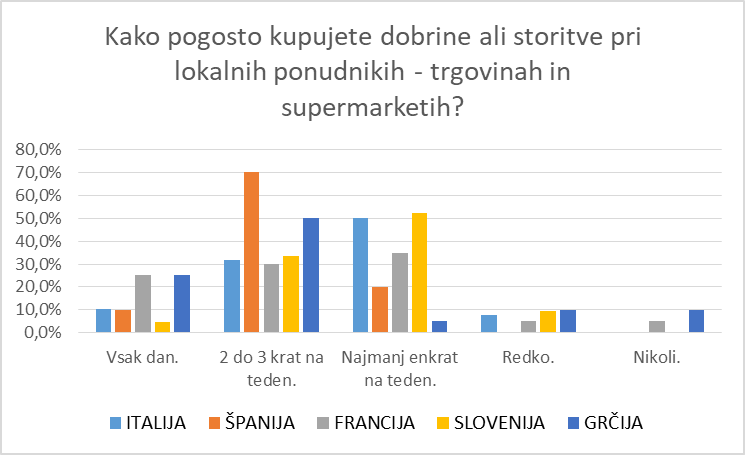 Kako pogosto kupujete dobrine ali storitve pri
lokalnih ponudnikih - trgovinah in
supermarketih?
80,0%
70,0%
60,0%
50,0%
40,0%
30,0%
20,0%
10,0%
0,0%
Vsak dan.
2 do 3 krat na
teden.
Najmanj enkrat
na teden.
Redko.
Nikoli.
ITALIJA
ŠPANIJA
FRANCIJA
SLOVENIJA
GRČIJA